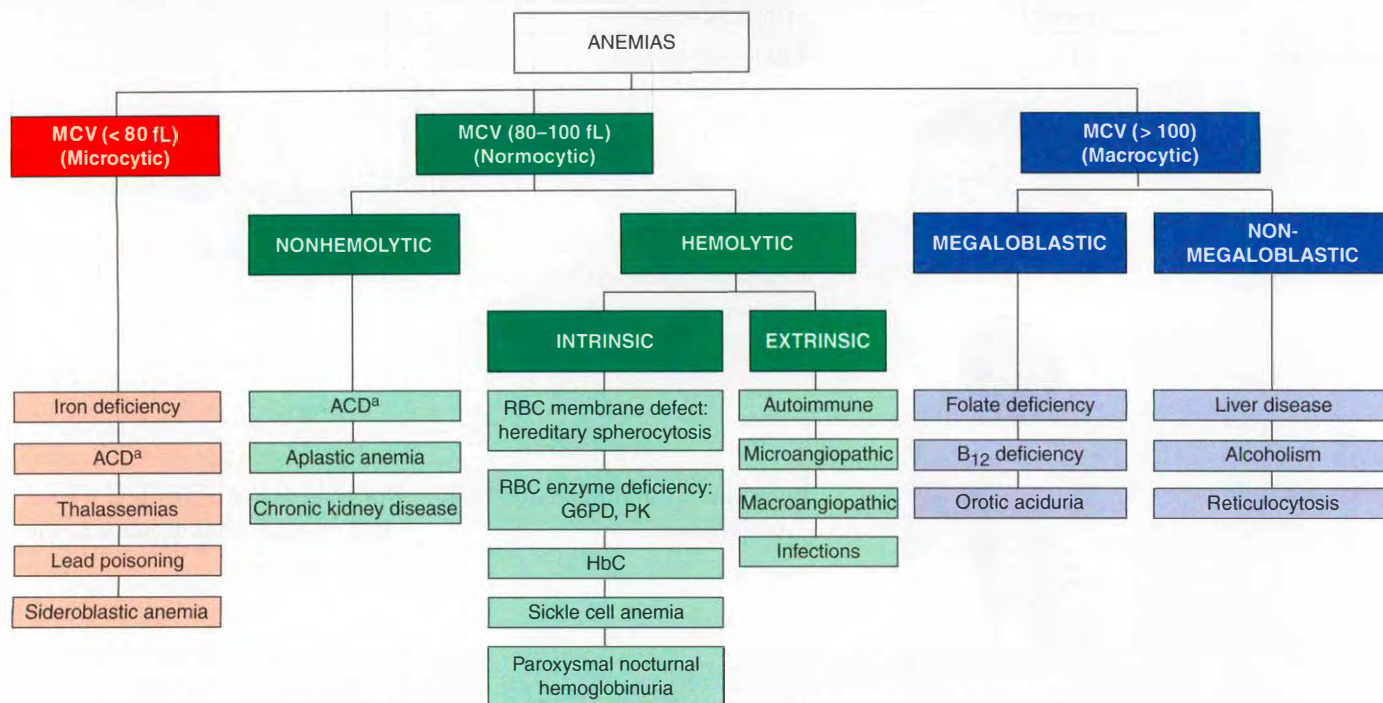 ANEMIAS
MCV (< 80 fL)
(Microcytic)
MCV (80–100 fL)
(Normocytic)
MCV (> 100)
(Macrocytic)
NONHEMOLYTIC
HEMOLYTIC
MEGALOBLASTIC
NON-
MEGALOBLASTIC
INTRINSIC
EXTRINSIC
Iron deficiency
ACDᵃ
Thalassemias
Lead poisoning
Sideroblastic anemia
ACDᵃ
Aplastic anemia
Chronic kidney disease
RBC membrane defect:
hereditary spherocytosis
RBC enzyme deficiency:
G6PD, PK
HbC
Sickle cell anemia
Paroxysmal nocturnal
hemoglobinuria
Autoimmune
Microangiopathic
Macroangiopathic
Infections
Folate deficiency
B₁₂ deficiency
Orotic aciduria
Liver disease
Alcoholism
Reticulocytosis